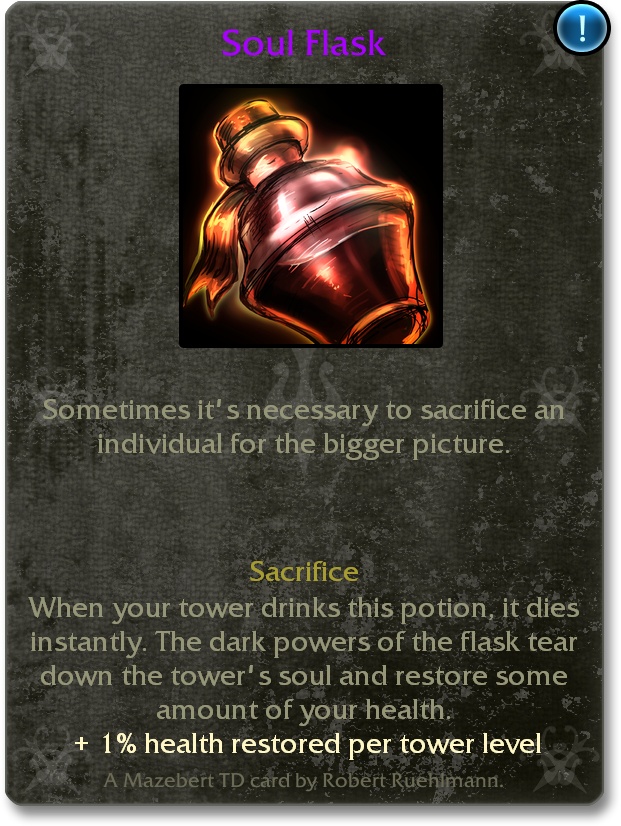 Soul Flask
!
Sometimes it's necessary to sacrifice an
individual for the bigger picture.
Sacrifice
When your tower drinks this potion, it dies
instantly. The dark powers of the flask tear
down the tower's soul and restore some
amount of your health.
+ 1% health restored per tower level
A Mazebert TD card by Robert Ruehlmann.